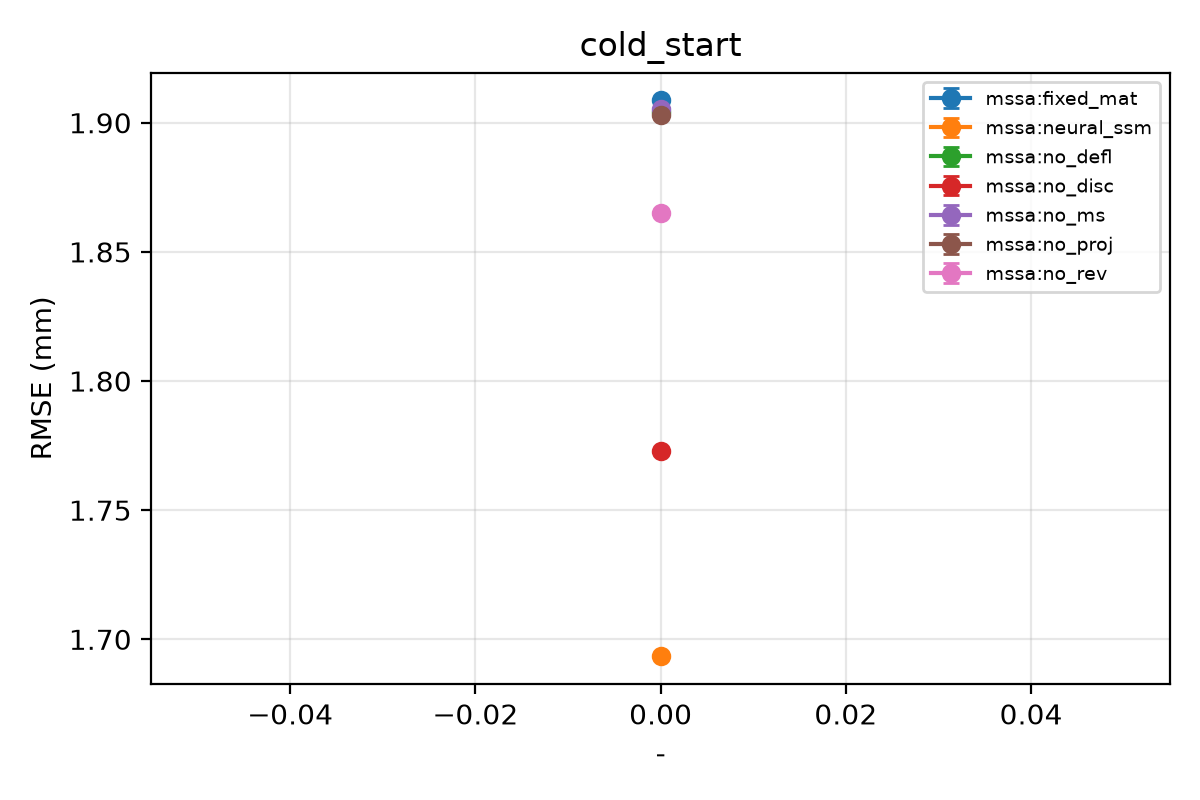 cold_start
mssa:fixed_mat
mssa:neural_ssm
mssa:no_defl
mssa:no_disc
mssa:no_ms
mssa:no_proj
mssa:no_rev
RMSE (mm)
1.90
1.85
1.80
1.75
1.70
−0.04 −0.02 0.00 0.02 0.04
-